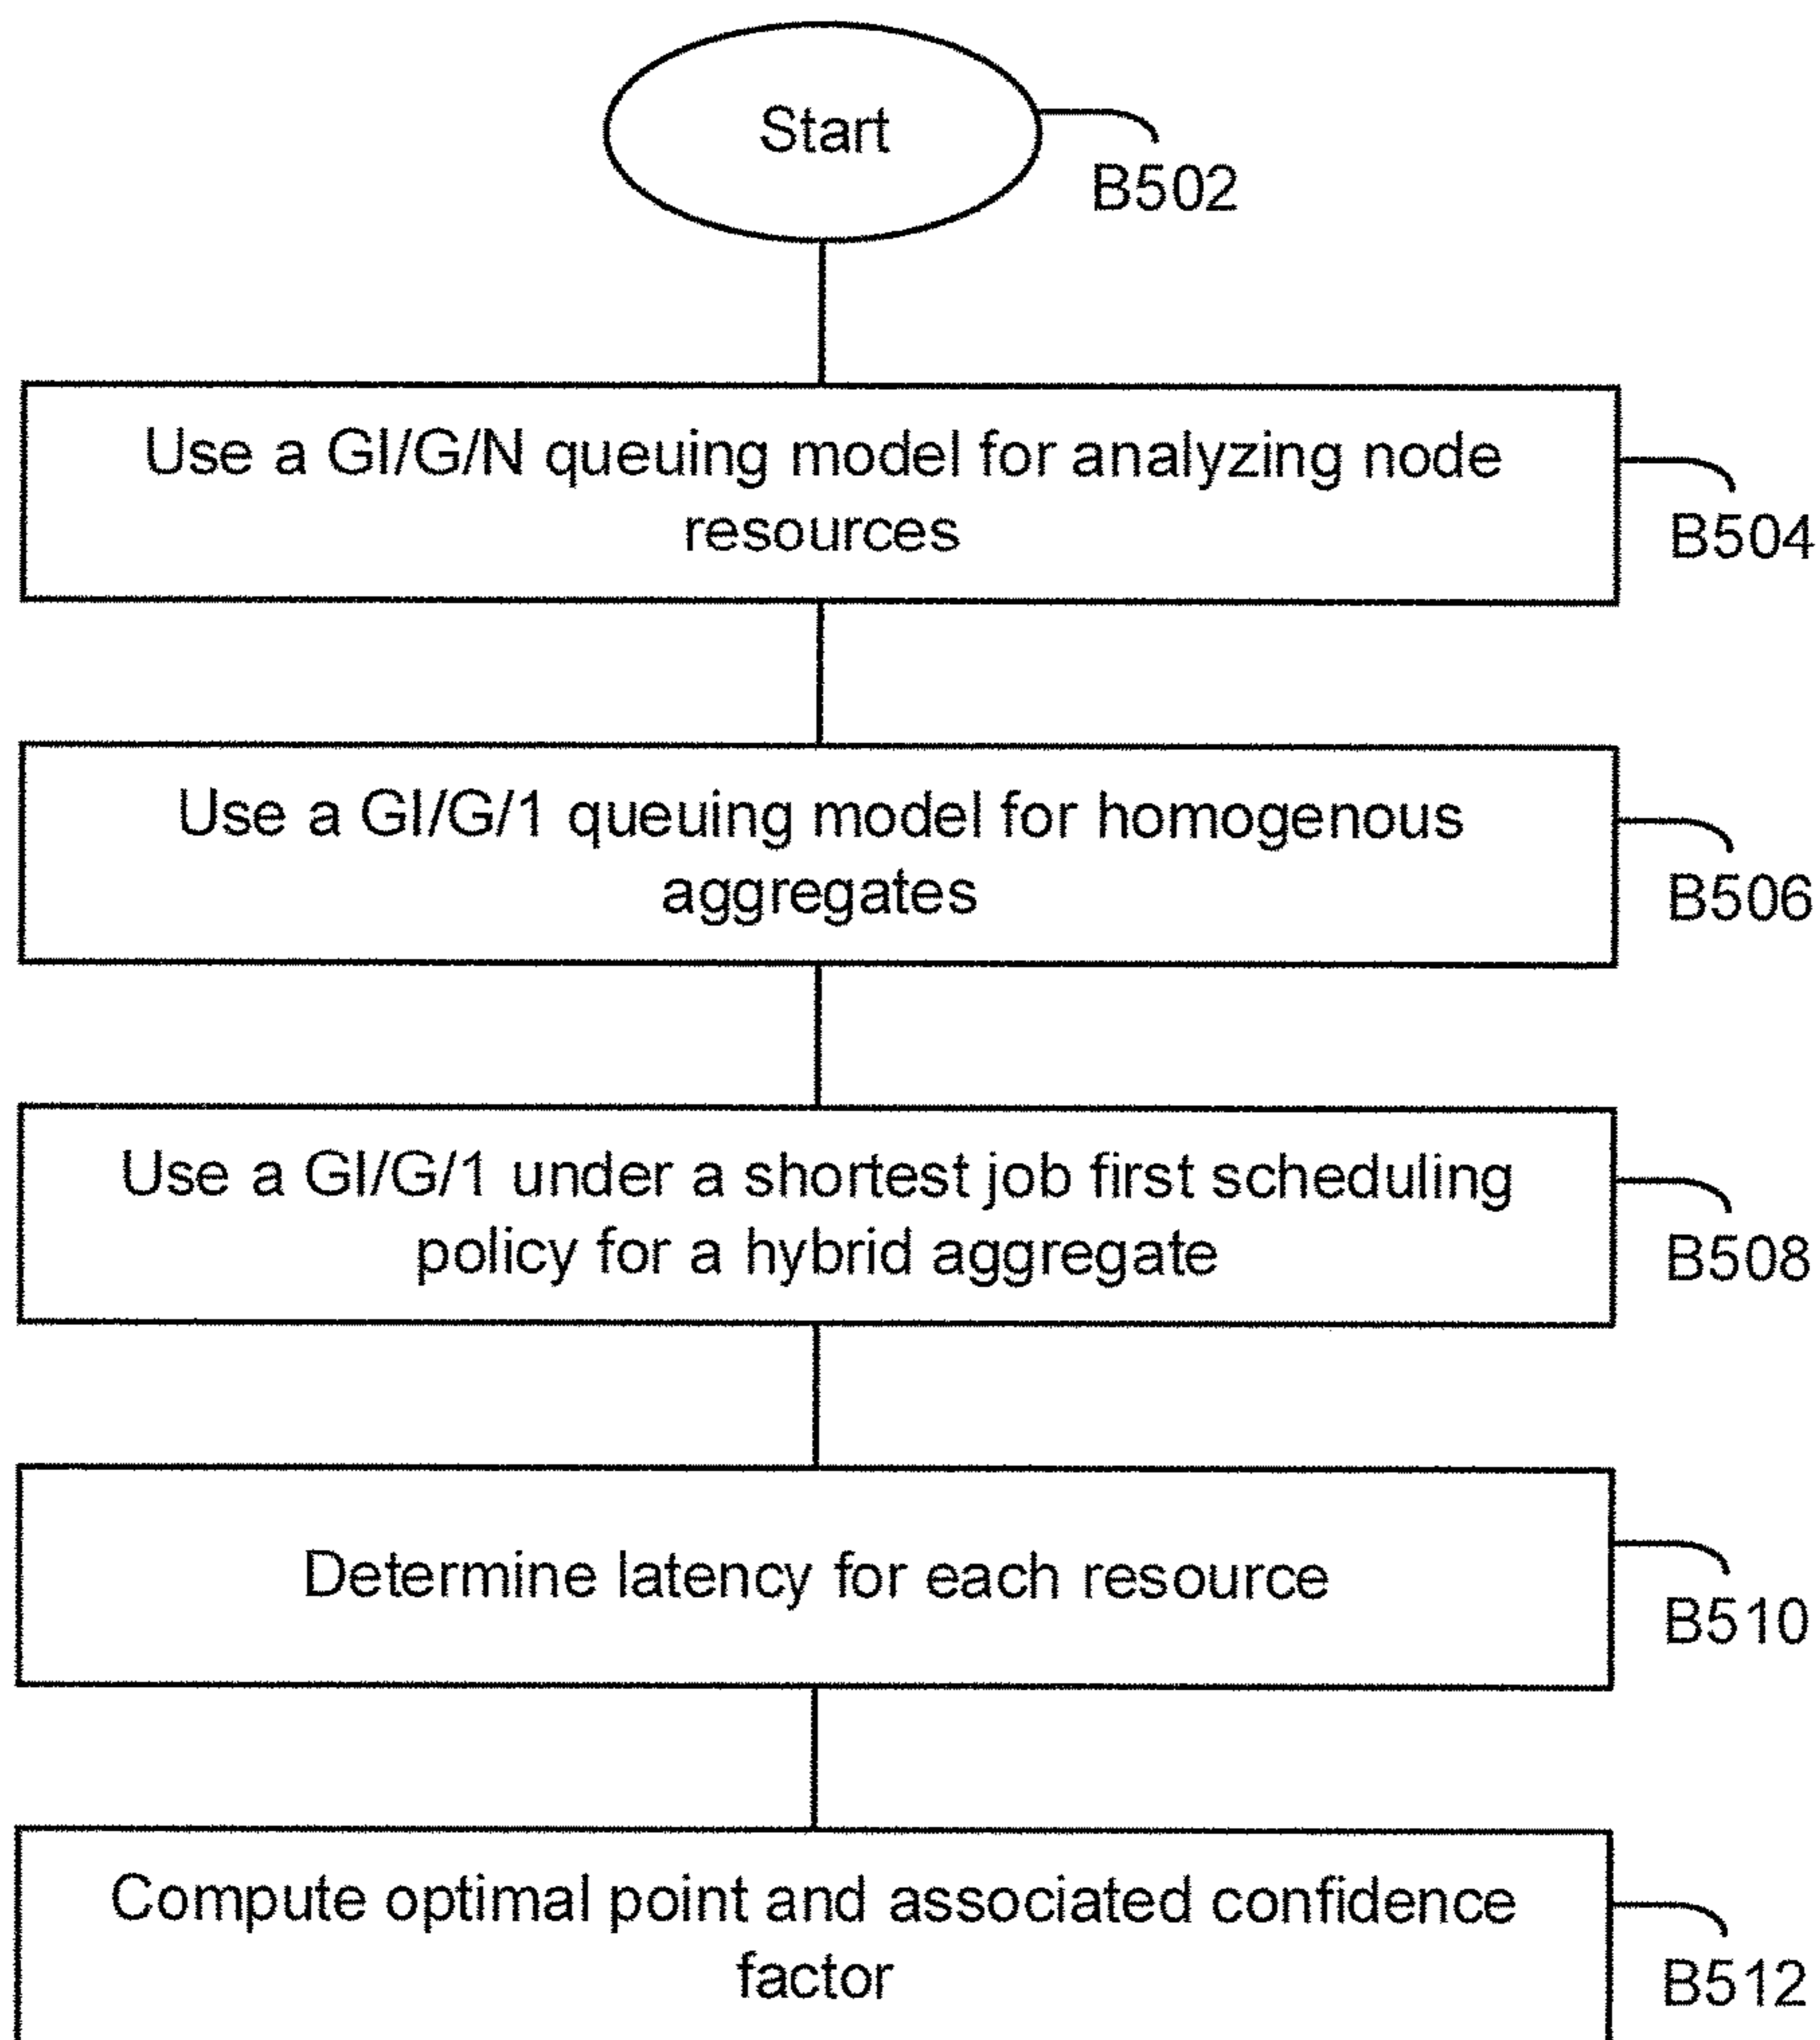 Start
B502
Use a GI/G/N queuing model for analyzing node
resources
B504
Use a GI/G/1 queuing model for homogenous
aggregates
B506
Use a GI/G/1 under a shortest job first scheduling
policy for a hybrid aggregate
B508
Determine latency for each resource
B510
Compute optimal point and associated confidence
factor
B512